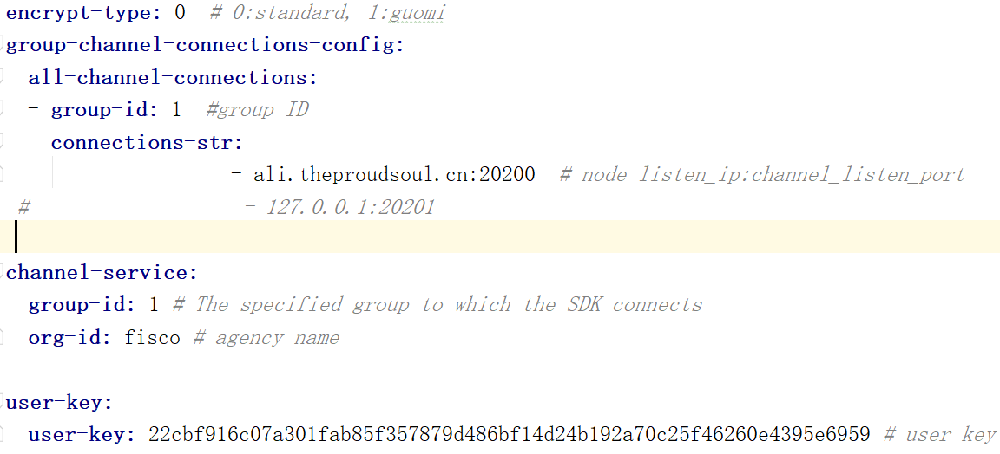 encrypt-type: 0  # 0:standard, 1:guomi
group-channel-connections-config:
  all-channel-connections:
  - group-id: 1  #group ID
    connections-str:
                    - ali.theproudsoul.cn:20200  # node listen_ip:channel_listen_port
#                    - 127.0.0.1:20201
channel-service:
  group-id: 1 # The specified group to which the SDK connects
  org-id: fisco # agency name
user-key:
  user-key: 22cbf916c07a301fab85f357879d486bf14d24b192a70c25f46260e4395e6959 # user key